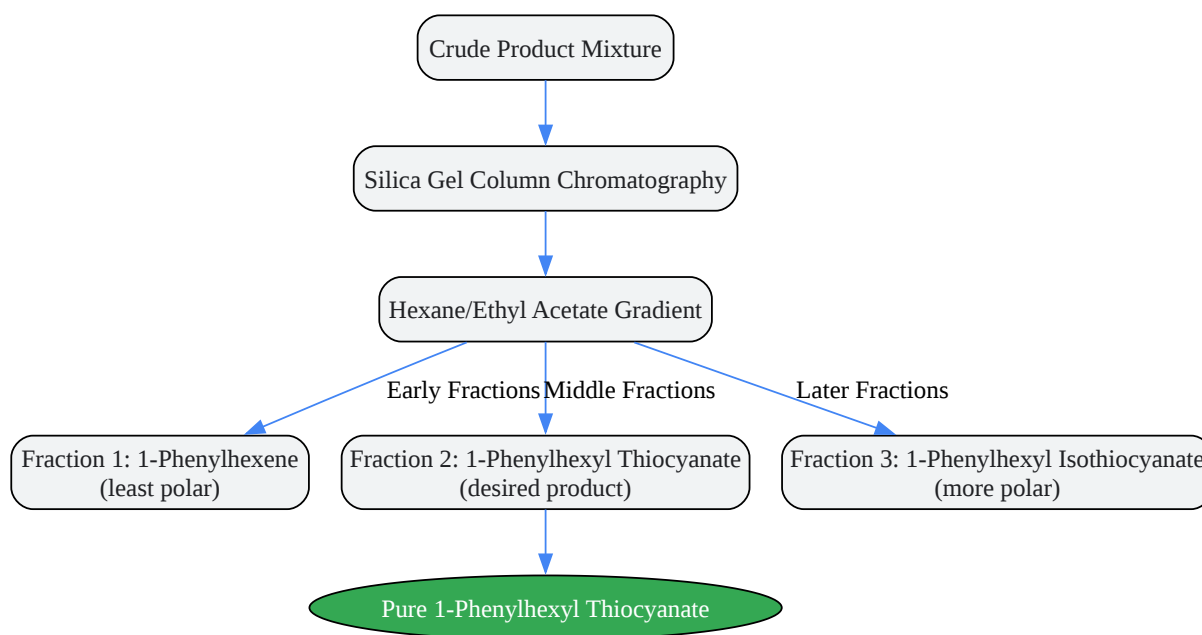 Crude Product Mixture
Silica Gel Column Chromatography
Hexane/Ethyl Acetate Gradient
Early Fractions
Middle Fractions
Later Fractions
Fraction 1: 1-Phenylhexene
(least polar)
Fraction 2: 1-Phenylhexyl Thiocyanate
(desired product)
Fraction 3: 1-Phenylhexyl Isothiocyanate
(more polar)
Pure 1-Phenylhexyl Thiocyanate